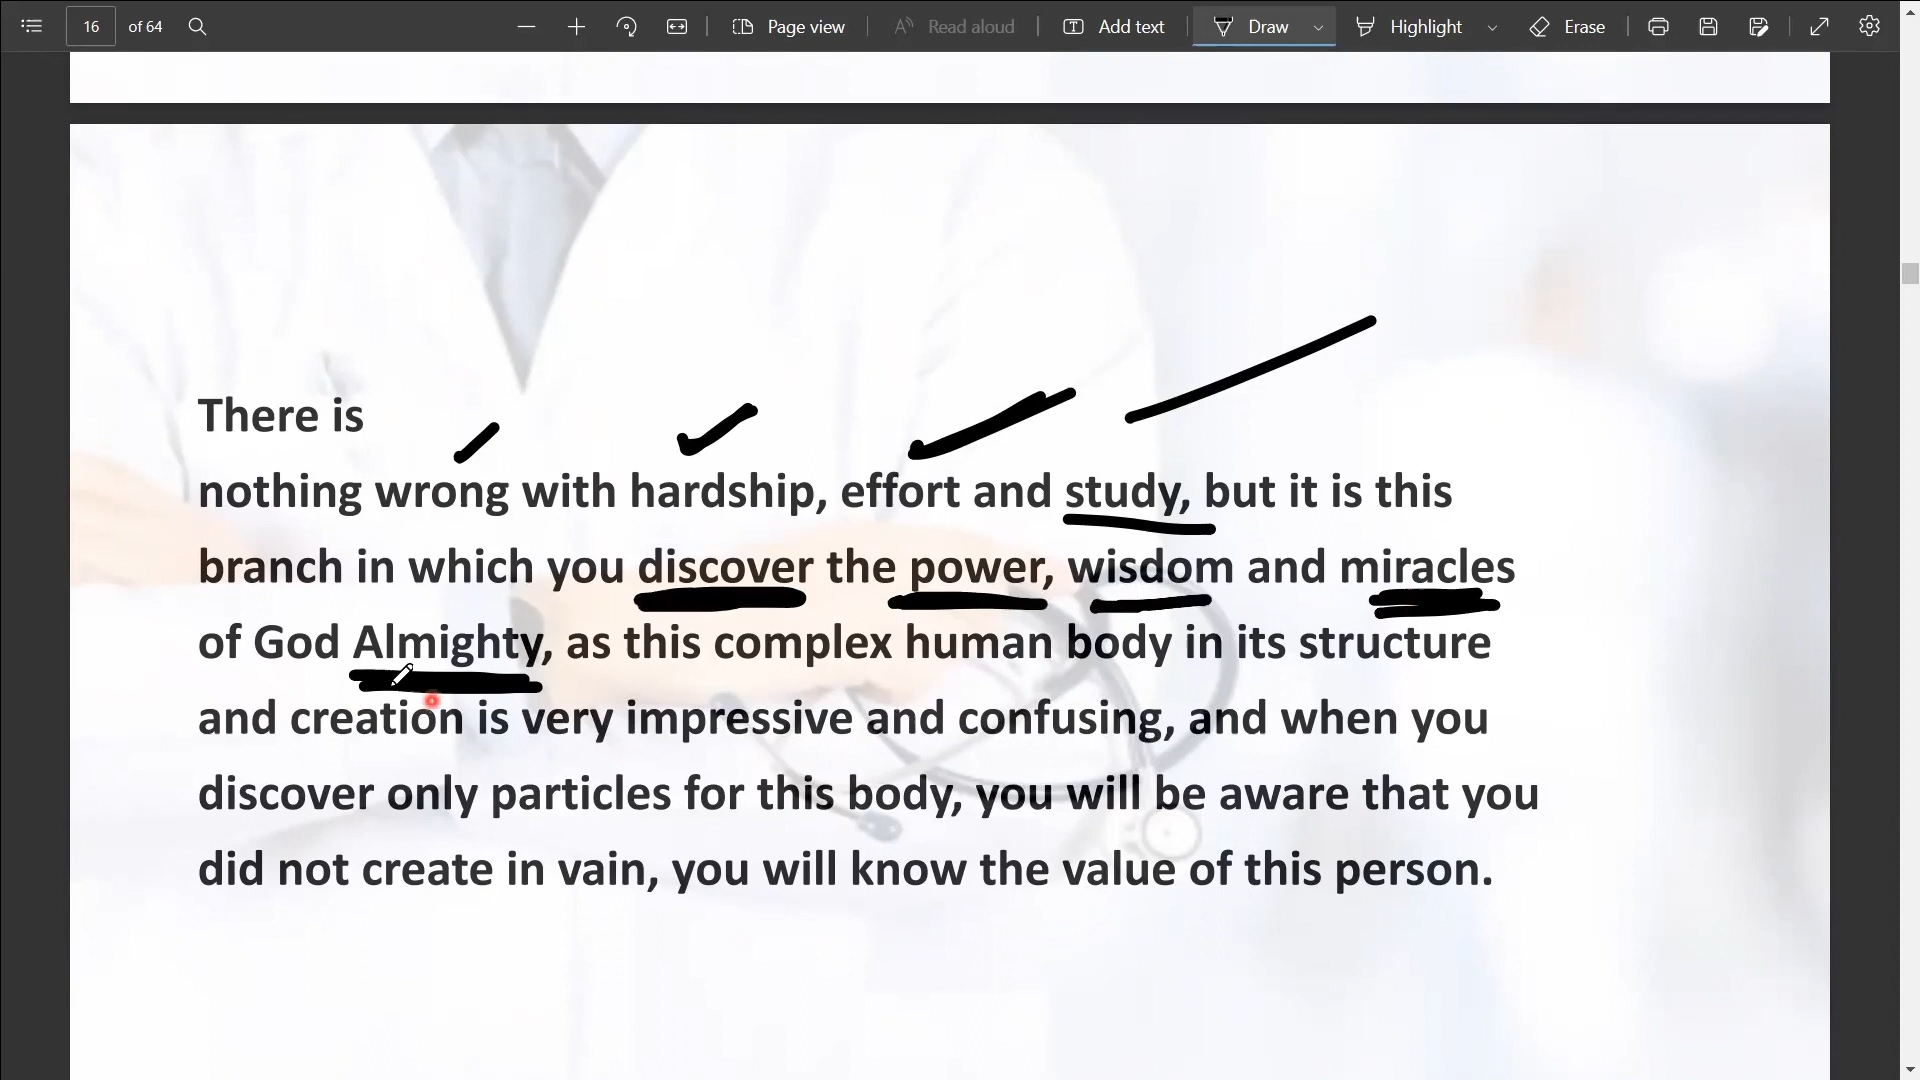 16 of 64 Page view Read aloud Add text Draw Highlight Erase
There is
nothing wrong with hardship, effort and study, but it is this
branch in which you discover the power, wisdom and miracles
of God Almighty, as this complex human body in its structure
and creation is very impressive and confusing, and when you
discover only particles for this body, you will be aware that you
did not create in vain, you will know the value of this person.